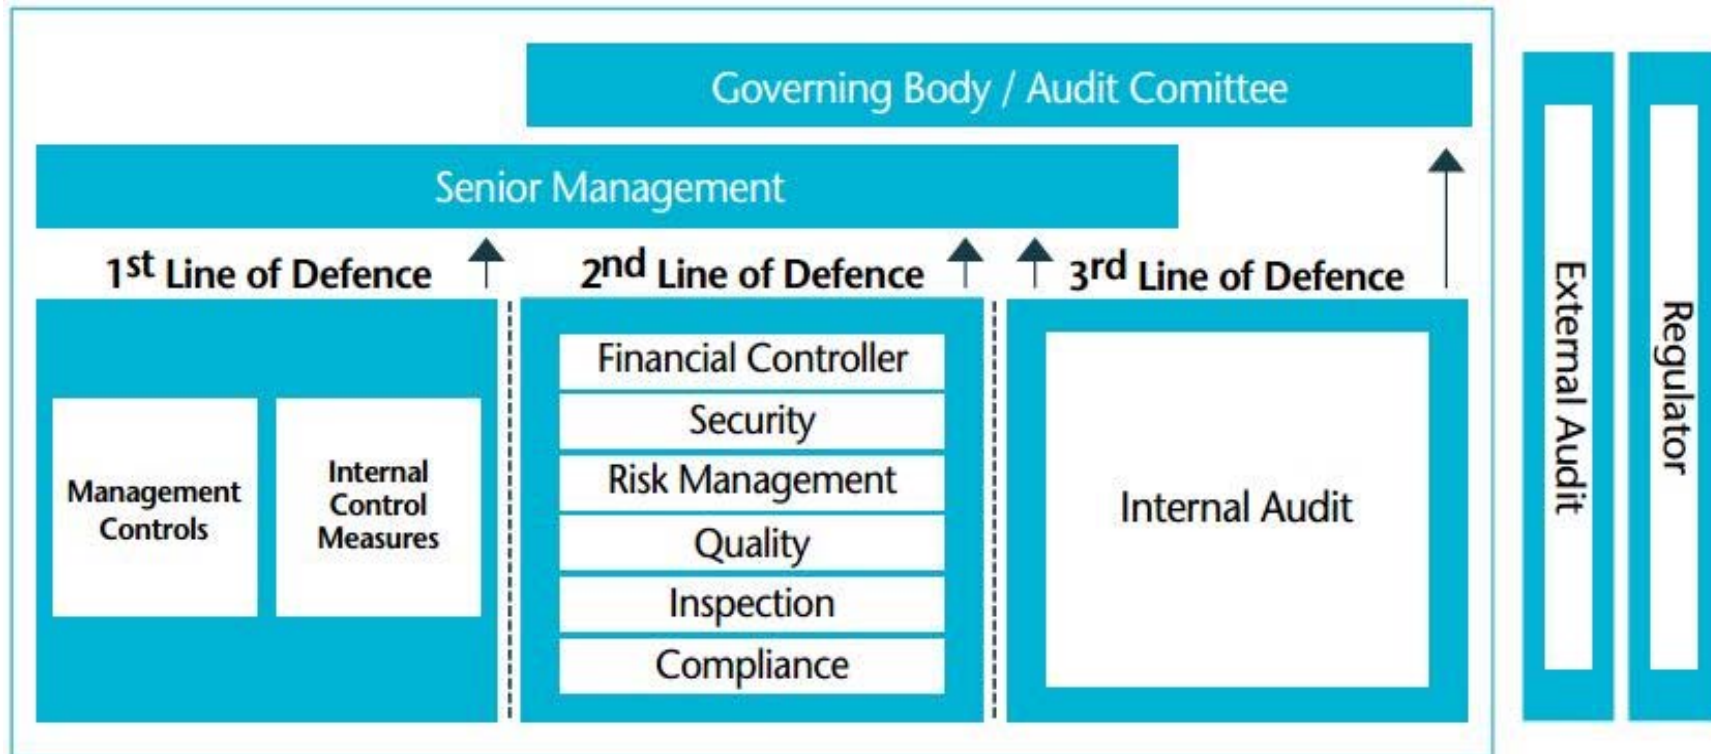 Governing Body / Audit Comittee
Senior Management
1st Line of Defence
2nd Line of Defence
3rd Line of Defence
Management
Controls
Internal
Control
Measures
Financial Controller
Security
Risk Management
Quality
Inspection
Compliance
Internal Audit
External Audit
Regulator